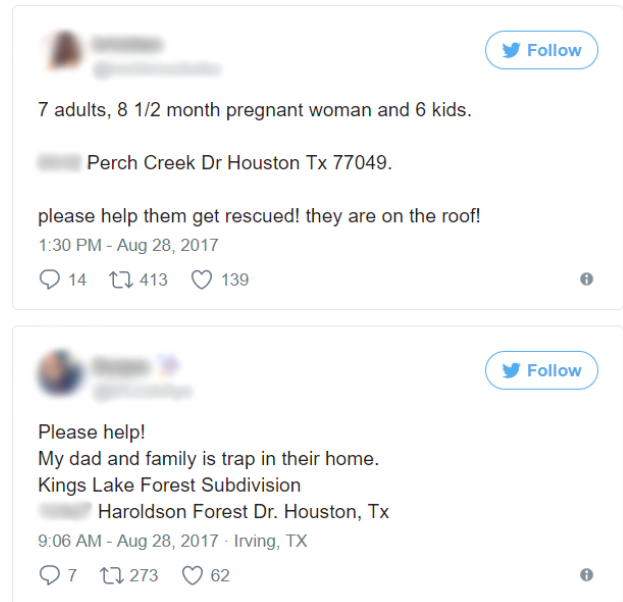 Follow
7 adults, 8 1/2 month pregnant woman and 6 kids.
Perch Creek Dr Houston Tx 77049.
please help them get rescued! they are on the roof!
1:30 PM - Aug 28, 2017
14 413 139
Follow
Please help!
My dad and family is trap in their home.
Kings Lake Forest Subdivision
Haroldson Forest Dr. Houston, Tx
9:06 AM - Aug 28, 2017 · Irving, TX
7 273 62